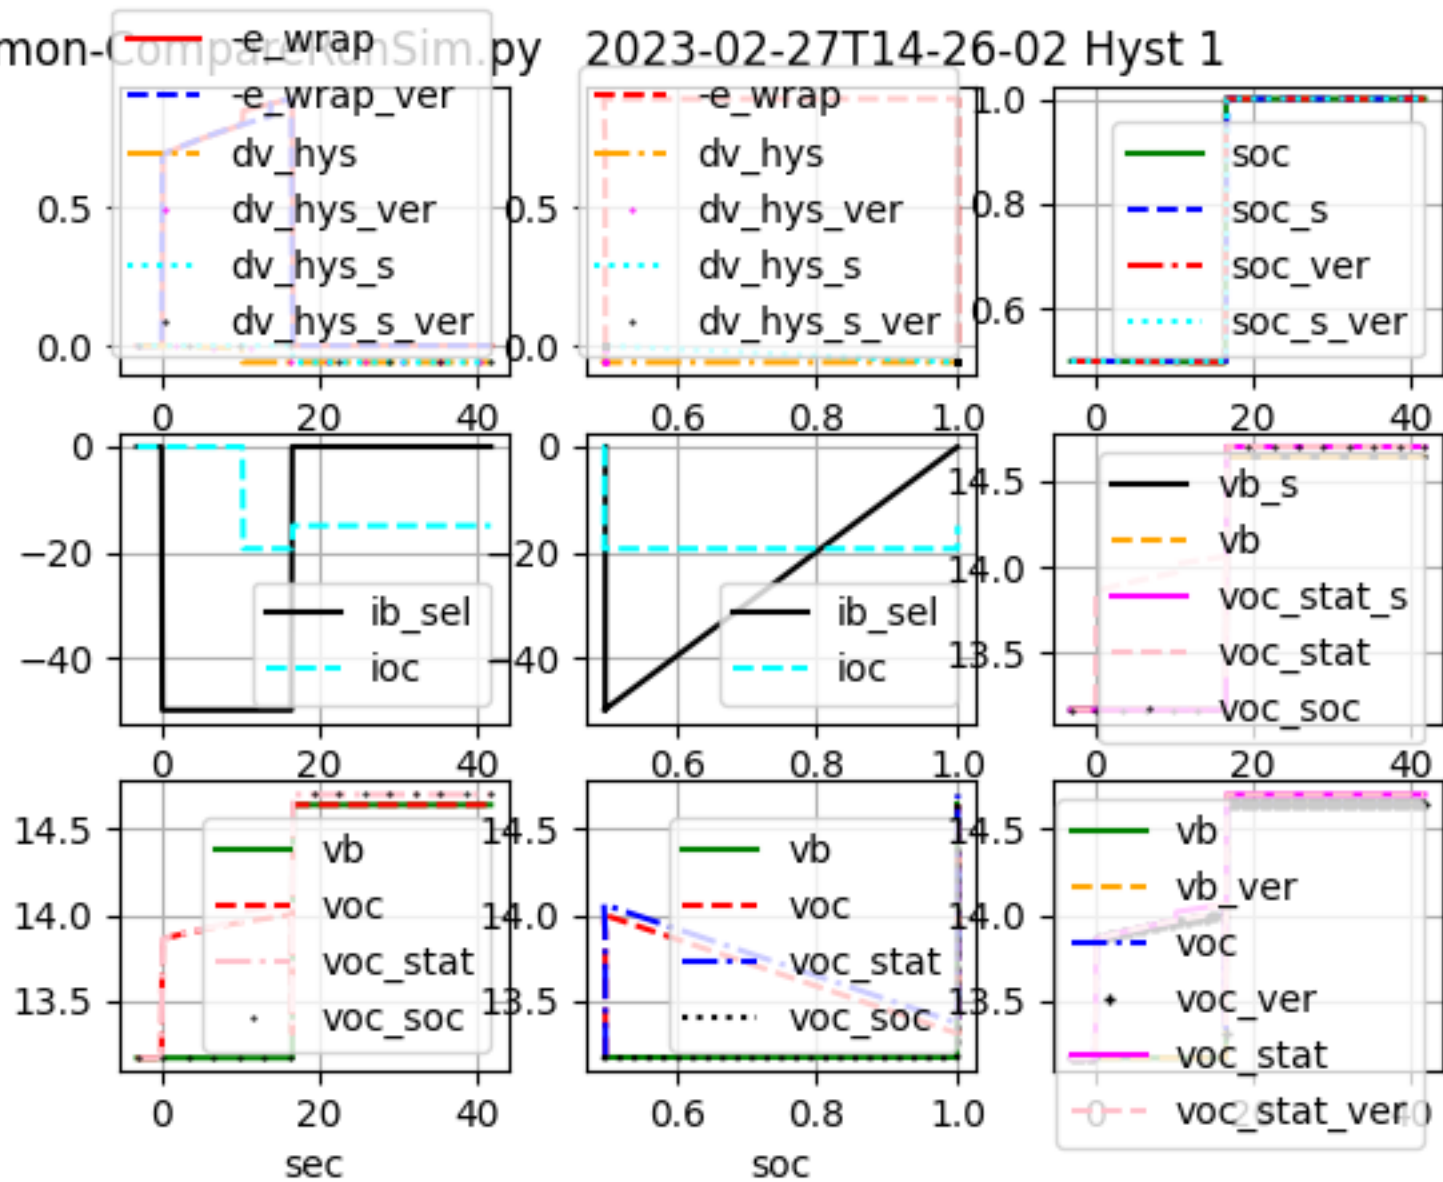 mon-CompareRunSim.py 2023-02-27T14-26-02 Hyst 1
-e_wrap
-e_wrap_ver
dv_hys
dv_hys_ver
dv_hys_s
dv_hys_s_ver
0.5
0.0
0 20 40
-e_wrap
dv_hys
dv_hys_ver
dv_hys_s
dv_hys_s_ver
0.5
0.0
0.6 0.8 1.0
soc
soc_s
soc_ver
soc_s_ver
1.0
0.8
0.6
0 20 40
0
−20
−40
ib_sel
ioc
0 20 40
0
−20
−40
ib_sel
ioc
0.6 0.8 1.0
14.5
14.0
13.5
vb_s
vb
voc_stat_s
voc_stat
voc_soc
0 20 40
14.5
14.0
13.5
vb
voc
voc_stat
voc_soc
0 20 40
sec
14.5
14.0
13.5
vb
voc
voc_stat
voc_soc
0.6 0.8 1.0
soc
14.5
14.0
13.5
vb
vb_ver
voc
voc_ver
voc_stat
voc_stat_ver
0 20 40